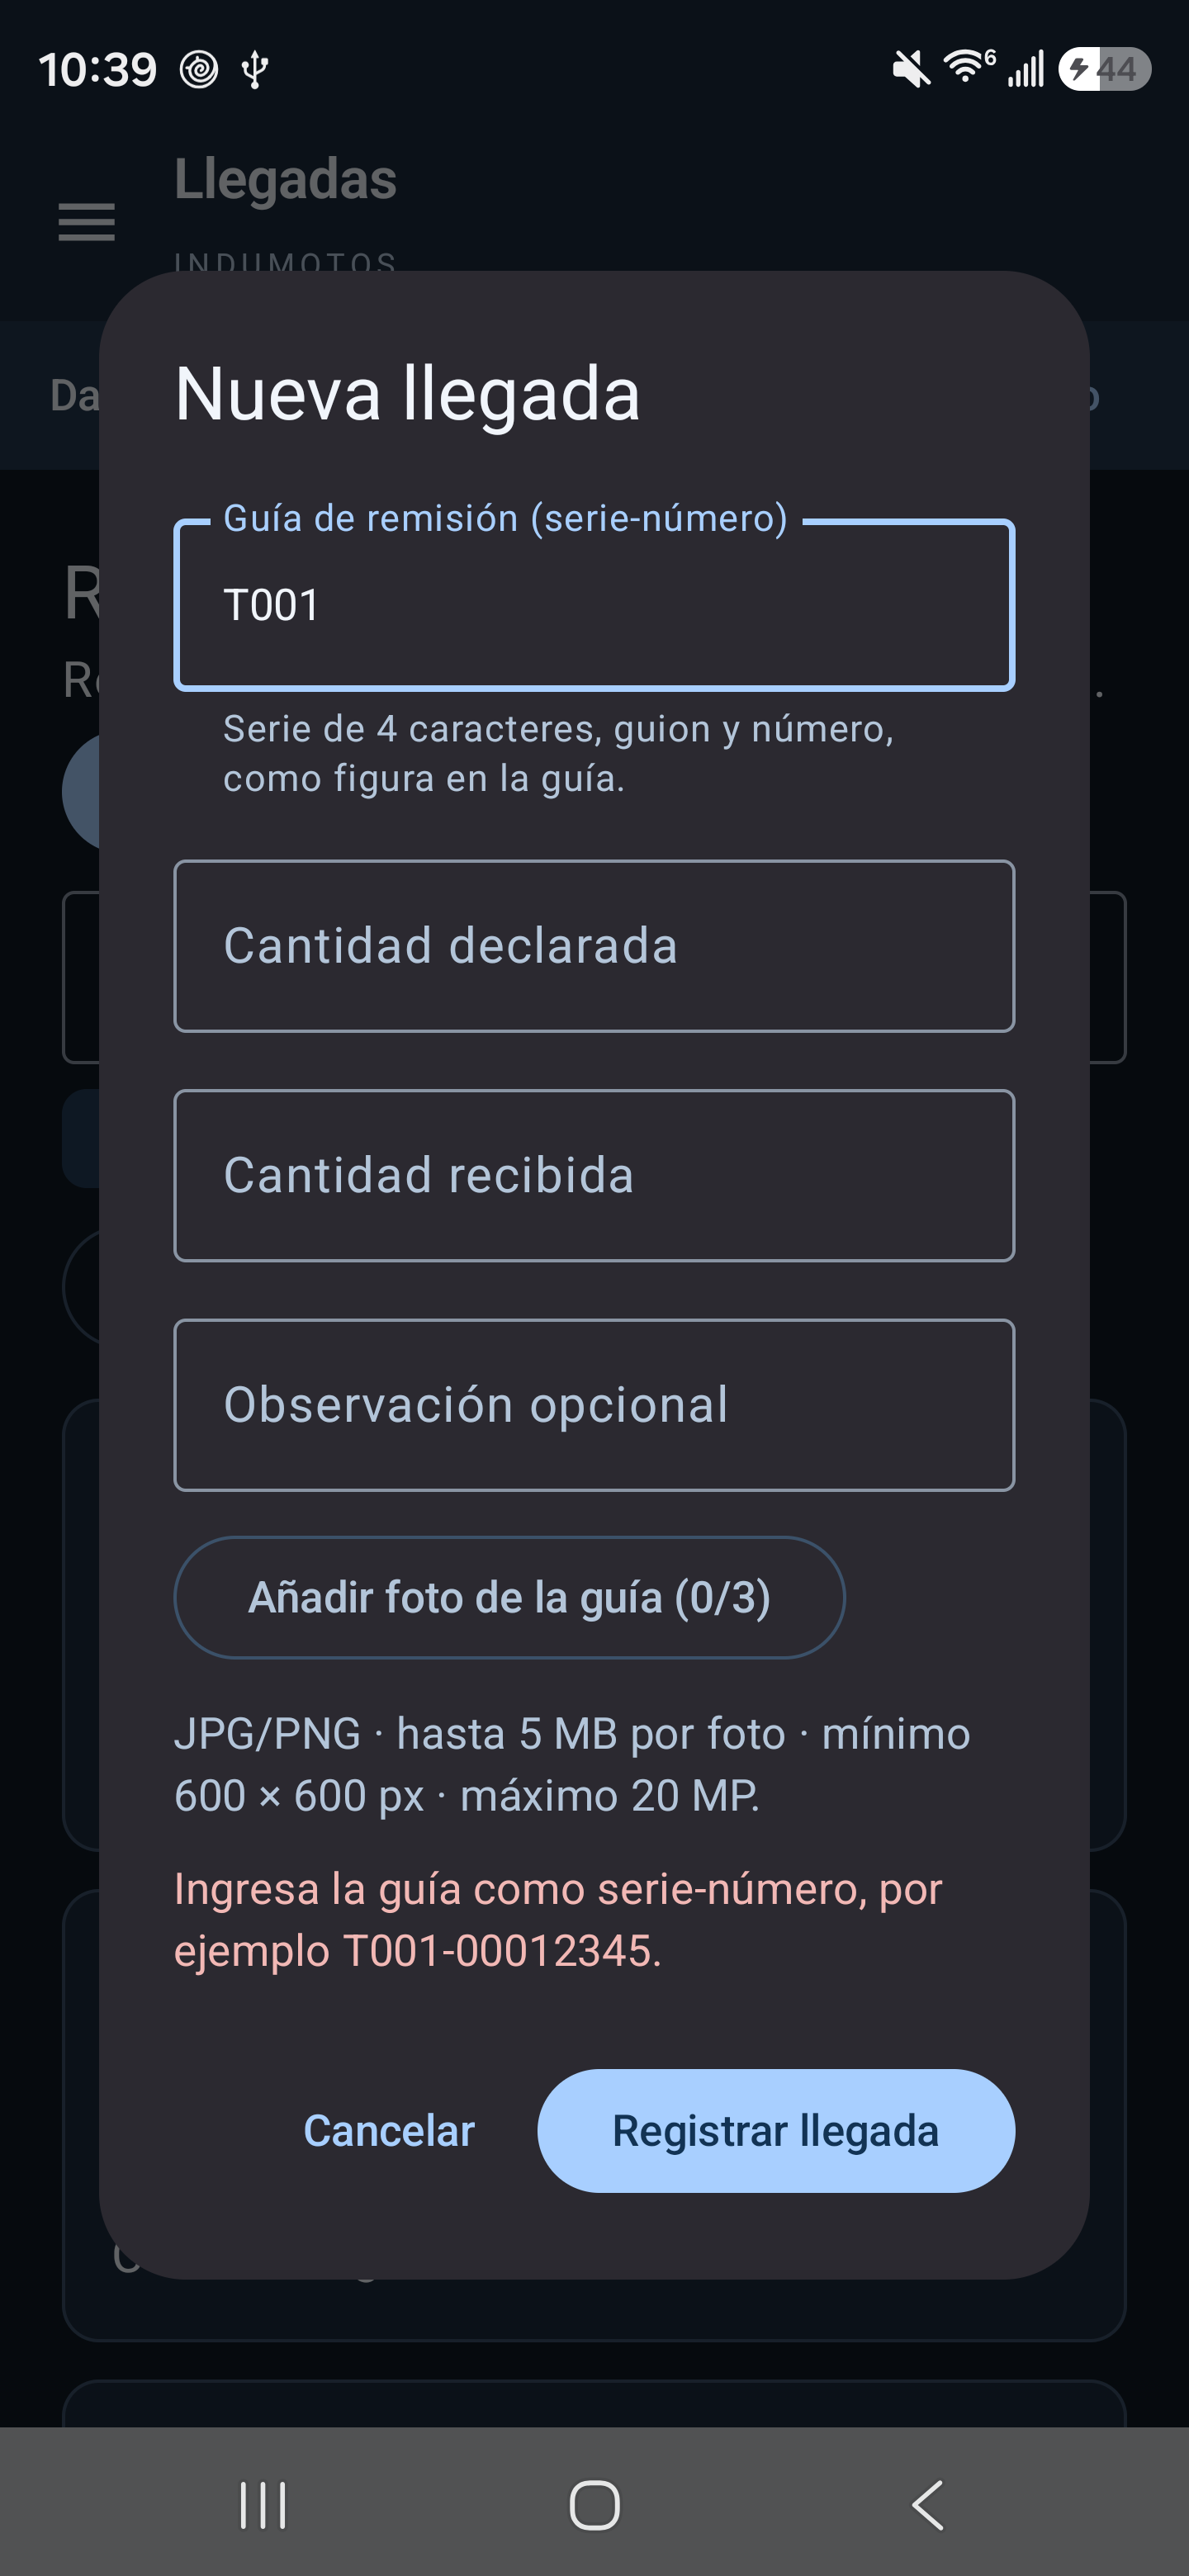 10:39
6
44
Llegadas
INDUMOTOS
Nueva llegada
Guía de remisión (serie-número)
T001
Serie de 4 caracteres, guion y número,
como figura en la guía.
Cantidad declarada
Cantidad recibida
Observación opcional
Añadir foto de la guía (0/3)
JPG/PNG · hasta 5 MB por foto · mínimo
600 × 600 px · máximo 20 MP.
Ingresa la guía como serie-número, por
ejemplo T001-00012345.
Cancelar
Registrar llegada